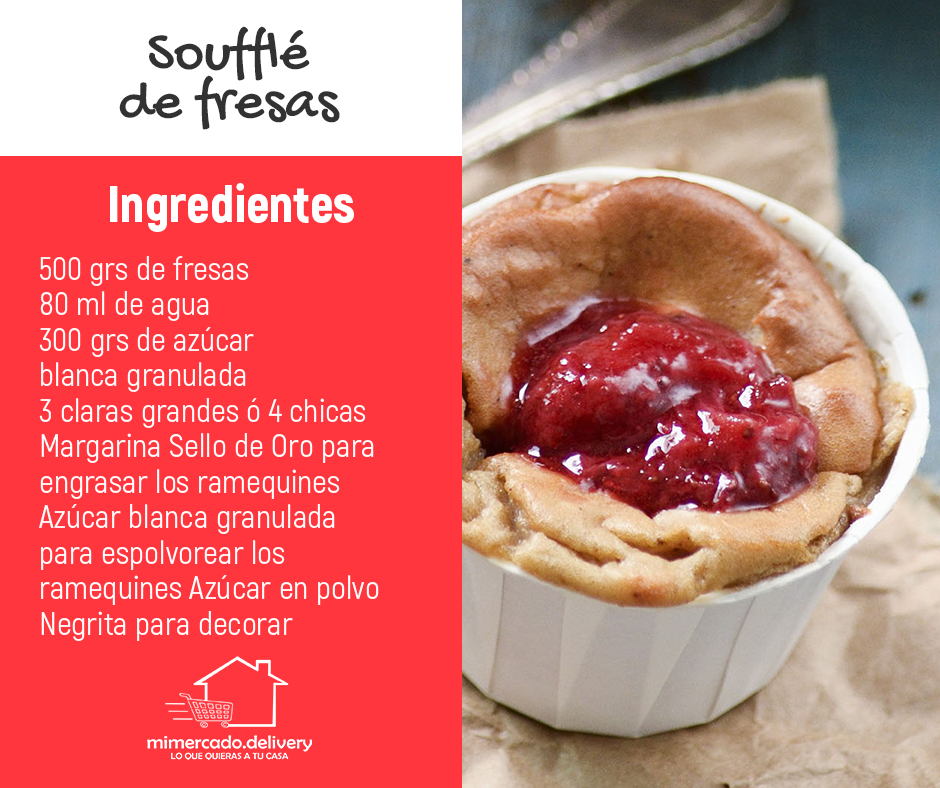 Soufflé
de fresas
Ingredientes
500 grs de fresas
80 ml de agua
300 grs de azúcar
blanca granulada
3 claras grandes ó 4 chicas
Margarina Sello de Oro para
engrasar los ramequines
Azúcar blanca granulada
para espolvorear los
ramequines Azúcar en polvo
Negrita para decorar
mimercado.delivery
LO QUE QUIERAS A TU CASA